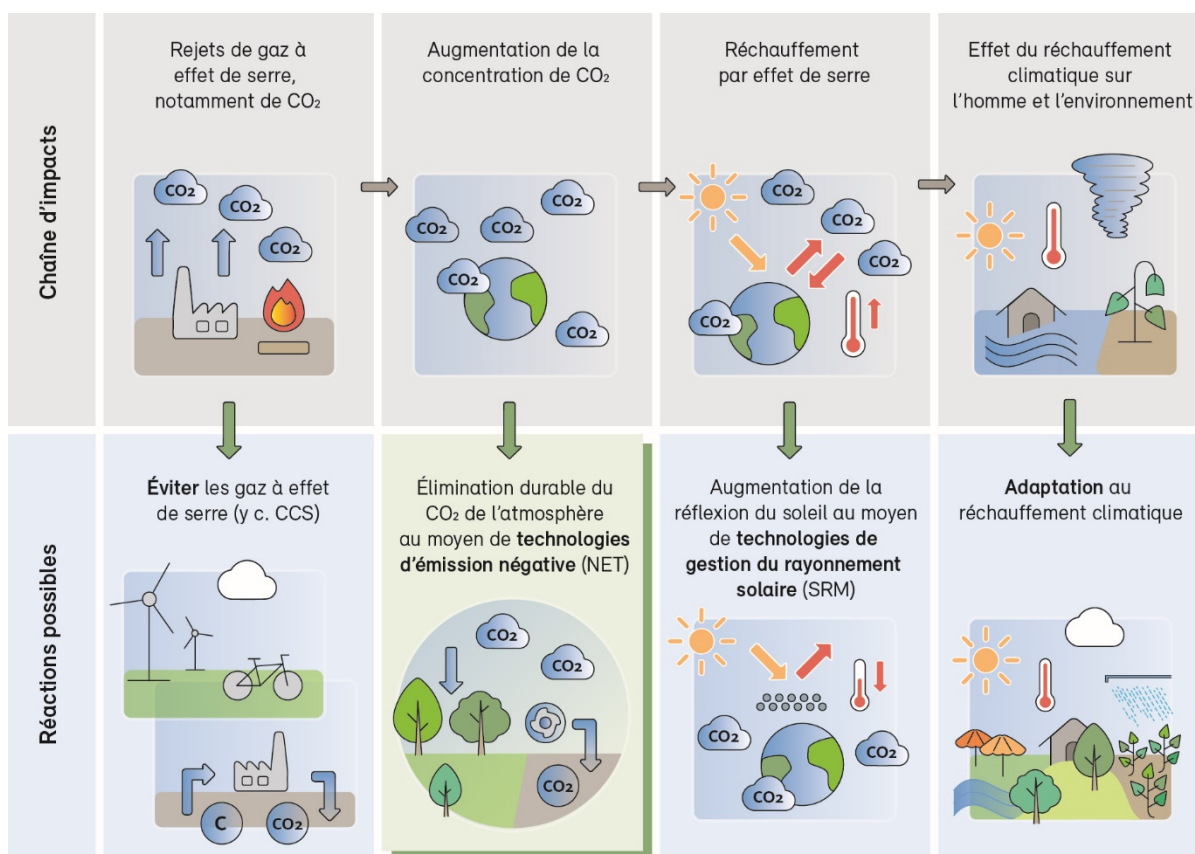 Chaîne d'impacts
Rejets de gaz à
effet de serre,
notamment de CO₂
CO₂
CO₂
CO₂
Augmentation de la
concentration de CO₂
CO₂
CO₂
CO₂
CO₂
CO₂
Réchauffement
par effet de serre
CO₂
CO₂
CO₂
CO₂
Effet du réchauffement
climatique sur
l'homme et l'environnement
Réactions possibles
Éviter les gaz à effet
de serre (y c. CCS)
C
CO₂
Élimination durable du
CO₂ de l'atmosphère
au moyen de technologies
d'émission négative (NET)
CO₂
CO₂
CO₂
Augmentation de la
réflexion du soleil au moyen
de technologies de
gestion du rayonnement
solaire (SRM)
CO₂
CO₂
CO₂
Adaptation au
réchauffement climatique